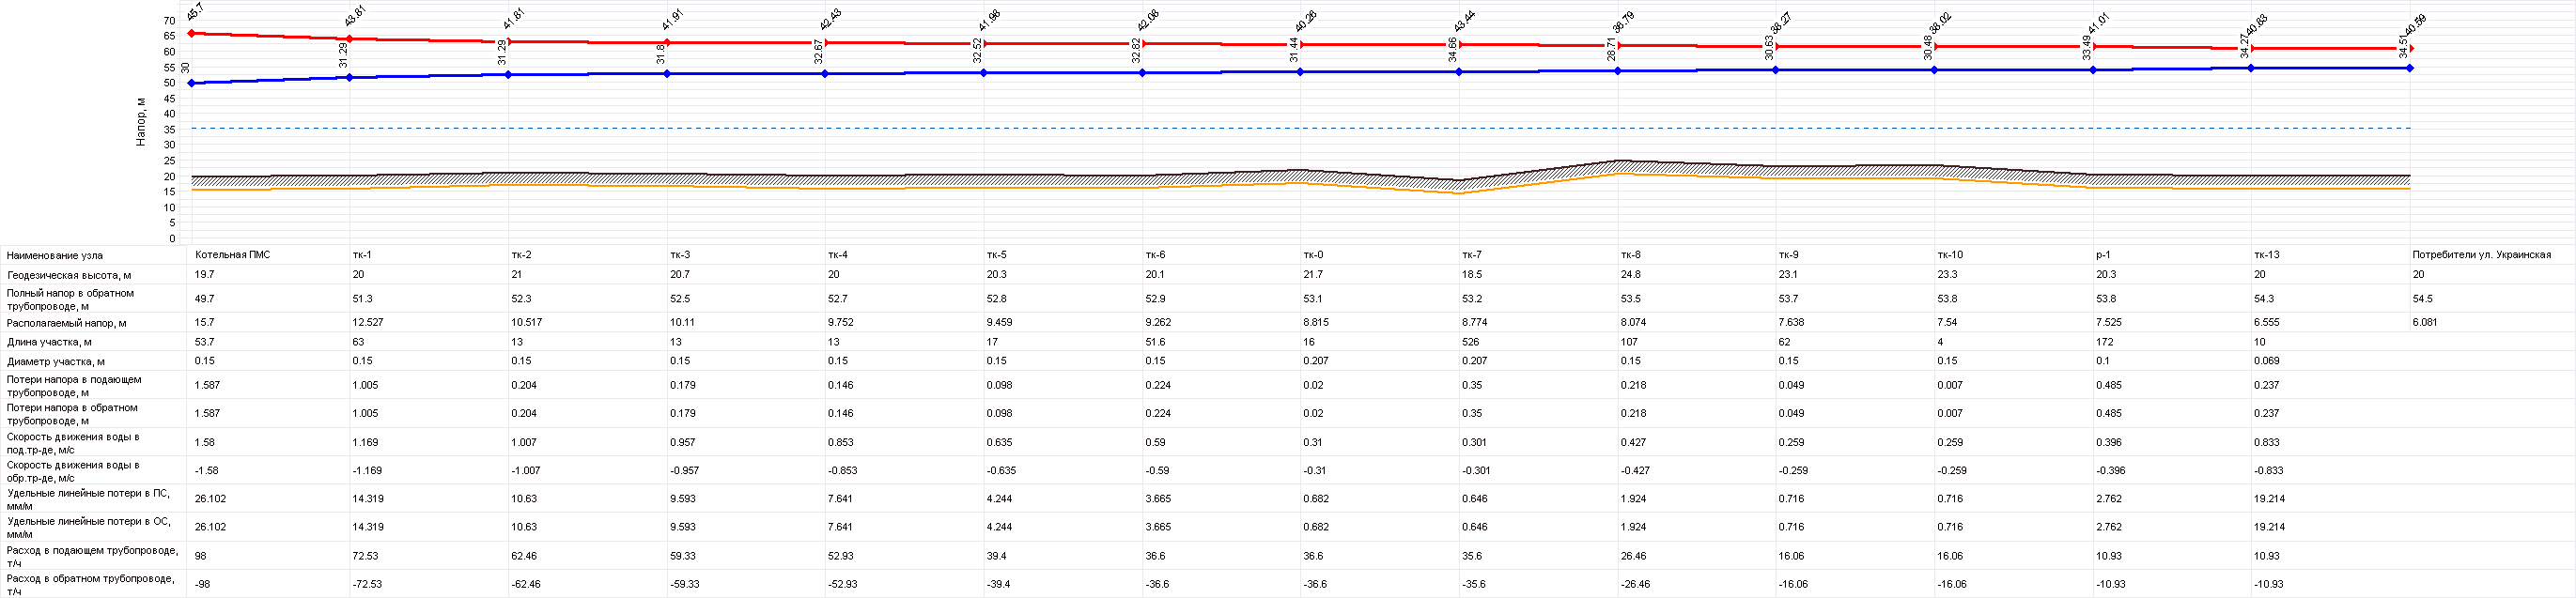 45.7 43.81 41.81 41.91 42.43 41.98 42.08 40.26 43.44 36.79 38.27 38.02 41.01 40.83 40.59
30 31.29 31.29 31.8 32.67 32.52 32.82 31.44 34.66 28.71 30.63 30.48 33.49 34.27 34.51
Напор, м
70
65
60
55
50
45
40
35
30
25
20
15
10
5
0
Наименование узла Котельная ПМС тк-1 тк-2 тк-3 тк-4 тк-5 тк-6 тк-0 тк-7 тк-8 тк-9 тк-10 р-1 тк-13 Потребители ул. Украинская
Геодезическая высота, м 19.7 20 21 20.7 20 20.3 20.1 21.7 18.5 24.8 23.1 23.3 20.3 20 20
Полный напор в обратном
трубопроводе, м 49.7 51.3 52.3 52.5 52.7 52.8 52.9 53.1 53.2 53.5 53.7 53.8 53.8 54.3 54.5
Располагаемый напор, м 15.7 12.527 10.517 10.11 9.752 9.459 9.262 8.815 8.774 8.074 7.638 7.54 7.525 6.555 6.081
Длина участка, м 53.7 63 13 13 13 17 51.6 16 526 107 62 4 172 10
Диаметр участка, м 0.15 0.15 0.15 0.15 0.15 0.15 0.15 0.207 0.207 0.15 0.15 0.15 0.1 0.069
Потери напора в подающем
трубопроводе, м 1.587 1.005 0.204 0.179 0.146 0.098 0.224 0.02 0.35 0.218 0.049 0.007 0.485 0.237
Потери напора в обратном
трубопроводе, м 1.587 1.005 0.204 0.179 0.146 0.098 0.224 0.02 0.35 0.218 0.049 0.007 0.485 0.237
Скорость движения воды в
под.тр-де, м/с 1.58 1.169 1.007 0.957 0.853 0.635 0.59 0.31 0.301 0.427 0.259 0.259 0.396 0.833
Скорость движения воды в
обр.тр-де, м/с -1.58 -1.169 -1.007 -0.957 -0.853 -0.635 -0.59 -0.31 -0.301 -0.427 -0.259 -0.259 -0.396 -0.833
Удельные линейные потери в ПС,
мм/м 26.102 14.319 10.63 9.593 7.641 4.244 3.665 0.682 0.646 1.924 0.716 0.716 2.762 19.214
Удельные линейные потери в ОС,
мм/м 26.102 14.319 10.63 9.593 7.641 4.244 3.665 0.682 0.646 1.924 0.716 0.716 2.762 19.214
Расход в подающем трубопроводе,
т/ч 98 72.53 62.46 59.33 52.93 39.4 36.6 36.6 35.6 26.46 16.06 16.06 10.93 10.93
Расход в обратном трубопроводе,
т/ч -98 -72.53 -62.46 -59.33 -52.93 -39.4 -36.6 -36.6 -35.6 -26.46 -16.06 -16.06 -10.93 -10.93